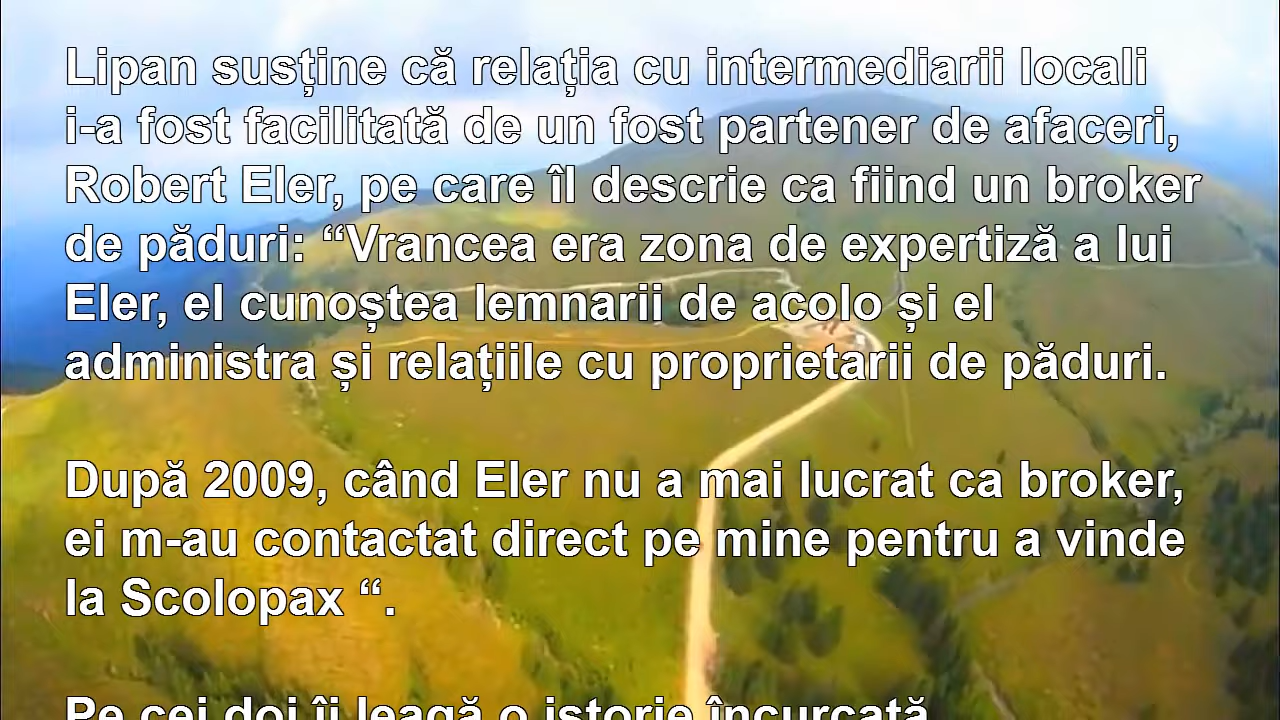 Lipan susține că relația cu intermediarii locali
i-a fost facilitată de un fost partener de afaceri,
Robert Eler, pe care îl descrie ca fiind un broker
de păduri: “Vrancea era zona de expertiză a lui
Eler, el cunoștea lemnarii de acolo și el
administra și relațiile cu proprietarii de păduri.
După 2009, când Eler nu a mai lucrat ca broker,
ei m-au contactat direct pe mine pentru a vinde
la Scolopax “.
Pe cei doi îi leagă o istorie încurcată